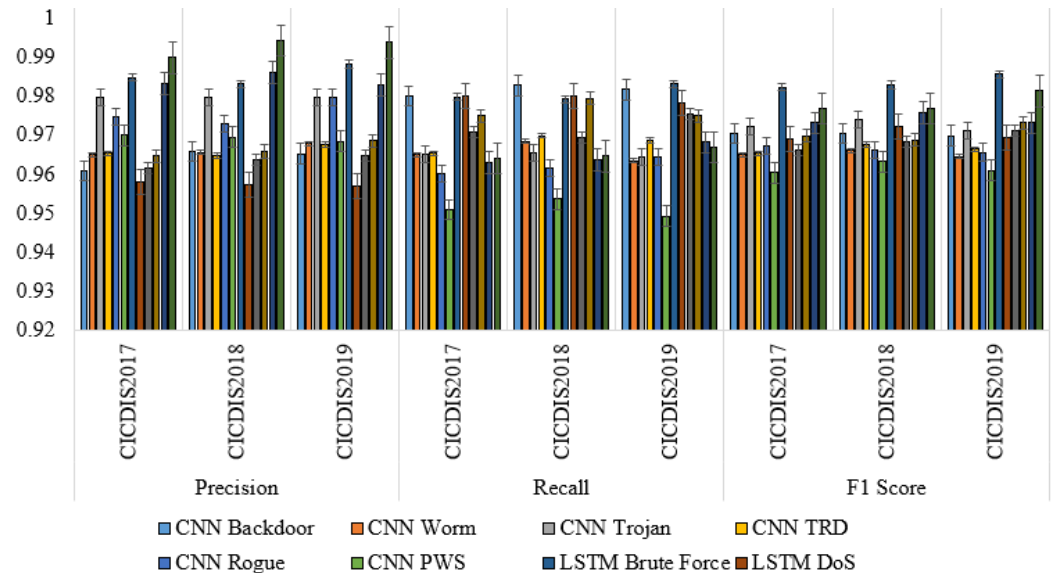 1
0.99
0.98
0.97
0.96
0.95
0.94
0.93
0.92
CICDIS2017
CICDIS2018
CICDIS2019
CICDIS2017
CICDIS2018
CICDIS2019
CICDIS2017
CICDIS2018
CICDIS2019
Precision Recall F1 Score
CNN Backdoor CNN Worm CNN Trojan CNN TRD
CNN Rogue CNN PWS LSTM Brute Force LSTM DoS